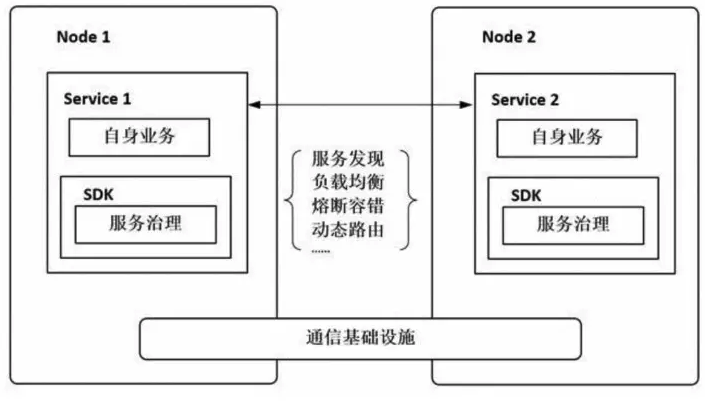 Node 1
Node 2
Service 1
Service 2
自身业务
自身业务
服务发现
负载均衡
熔断容错
动态路由
......
SDK
SDK
服务治理
服务治理
通信基础设施